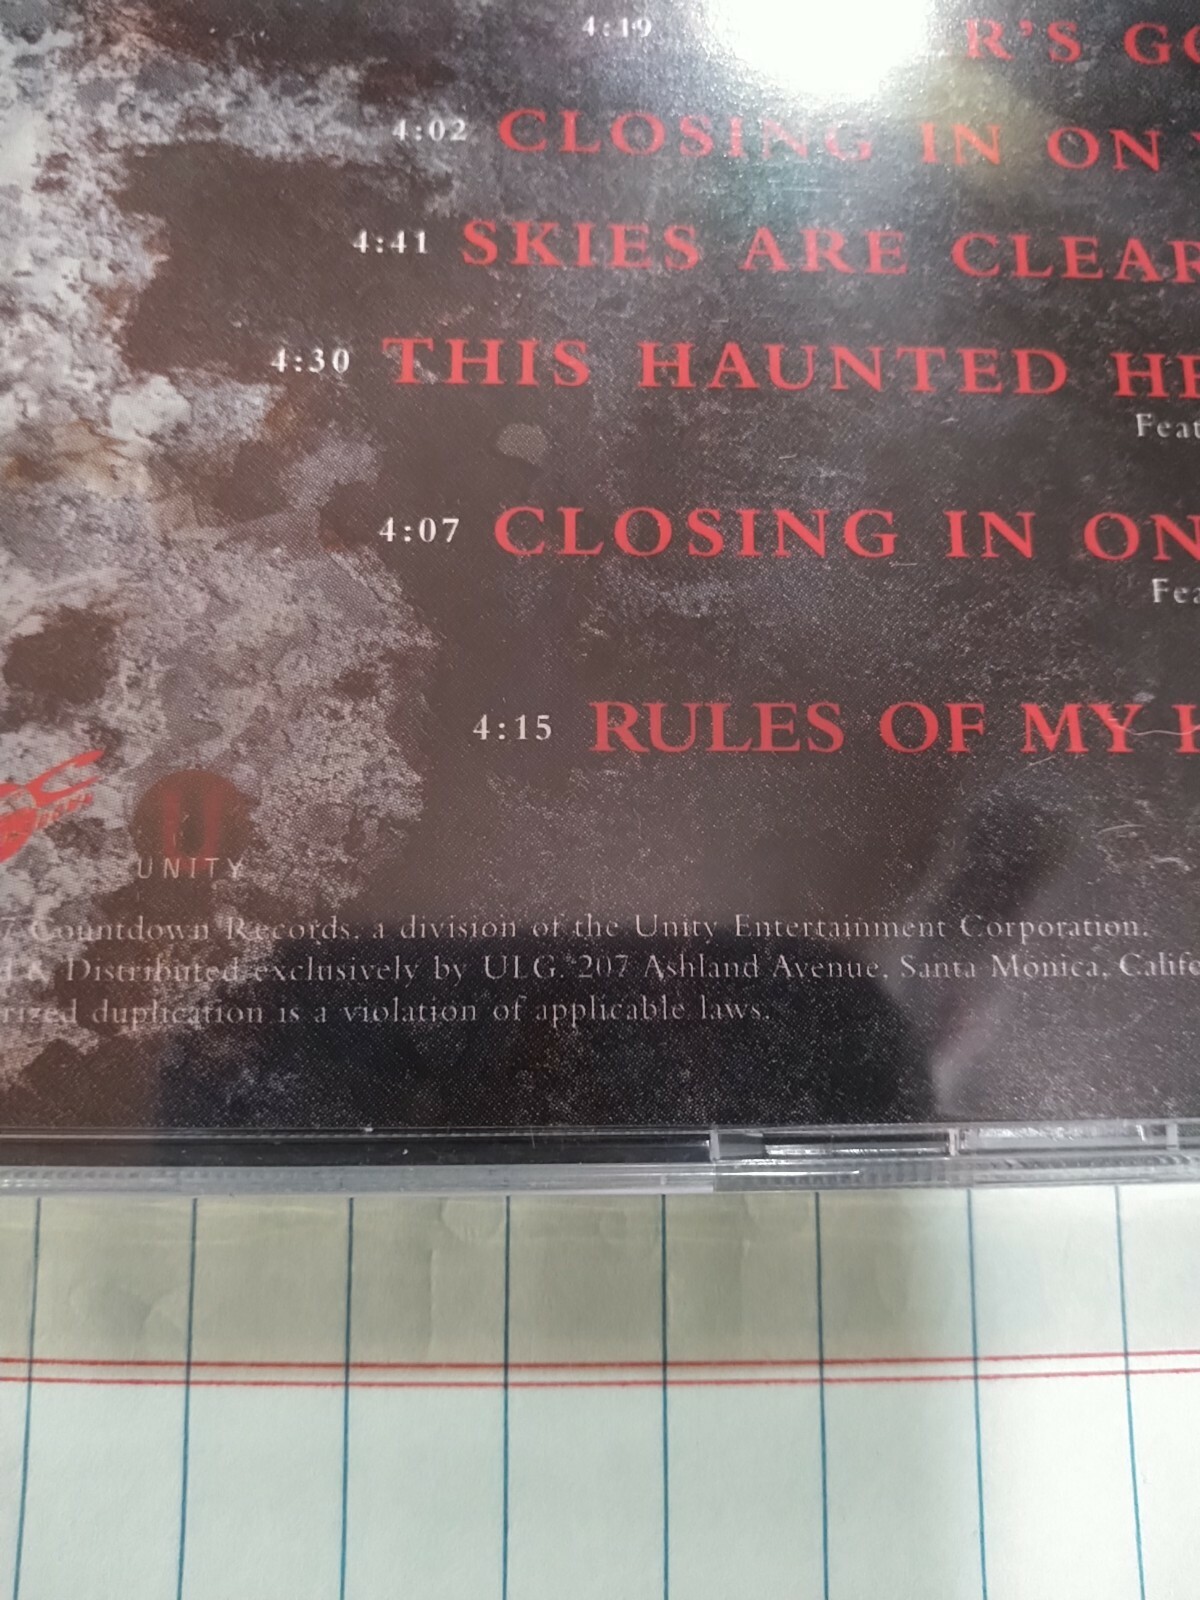 4:19 R'S GO
4:02 CLOSING IN ON
4:41 SKIES ARE CLEAR
4:30 THIS HAUNTED HE
Feat
4:07 CLOSING IN ON
Fea
4:15 RULES OF MY
UNITY
7 Countdown Records, a division of the Unity Entertainment Corporation.
d & Distributed exclusively by ULG. 207 Ashland Avenue, Santa Monica, Califo
rized duplication is a violation of applicable laws.